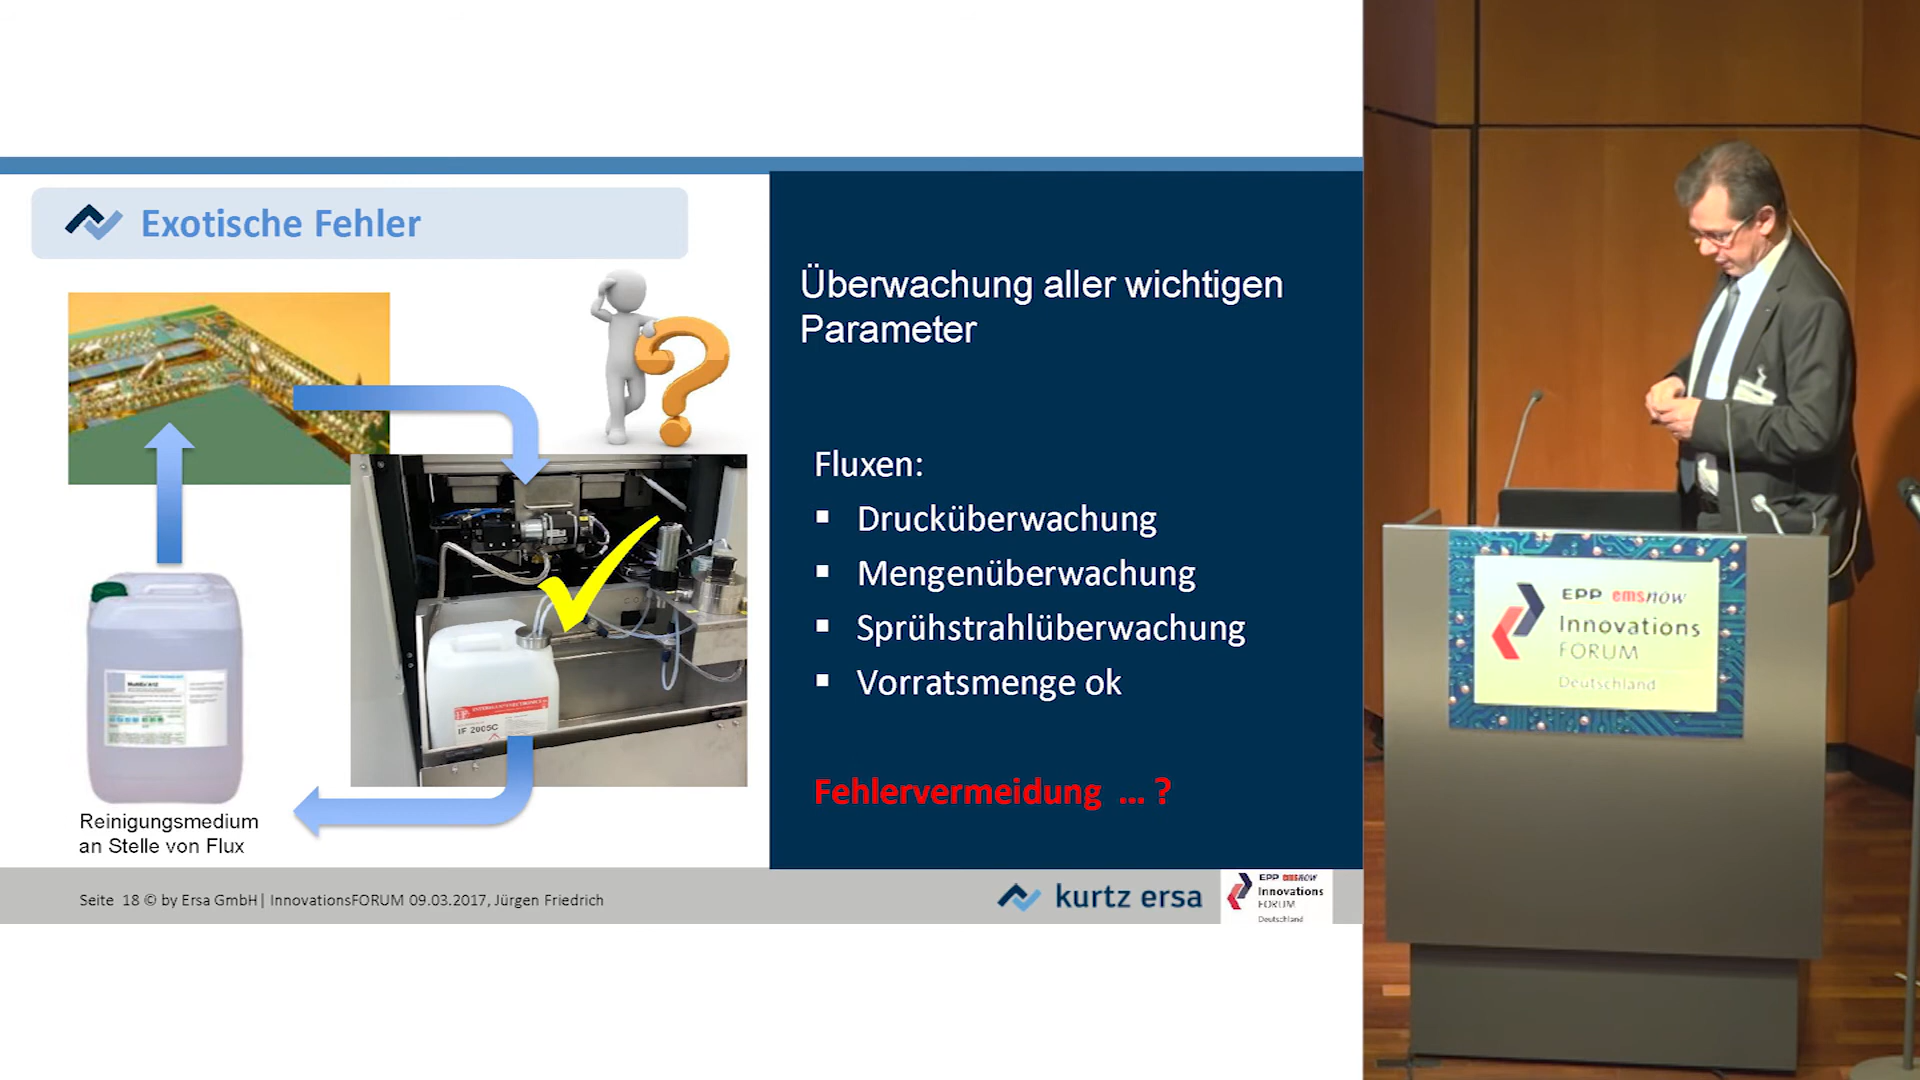 Exotische Fehler
Überwachung aller wichtigen
Parameter
Fluxen:
▪ Drucküberwachung
▪ Mengenüberwachung
▪ Sprühstrahlüberwachung
▪ Vorratsmenge ok
Fehlervermeidung ... ?
IF 2005C
Reinigungsmedium
an Stelle von Flux
Seite 18 © by Ersa GmbH| InnovationsFORUM 09.03.2017, Jürgen Friedrich
kurtz ersa
EPP emsnow
Innovations
FORUM
Deutschland
EPP emsnow
Innovations
FORUM
Deutschland